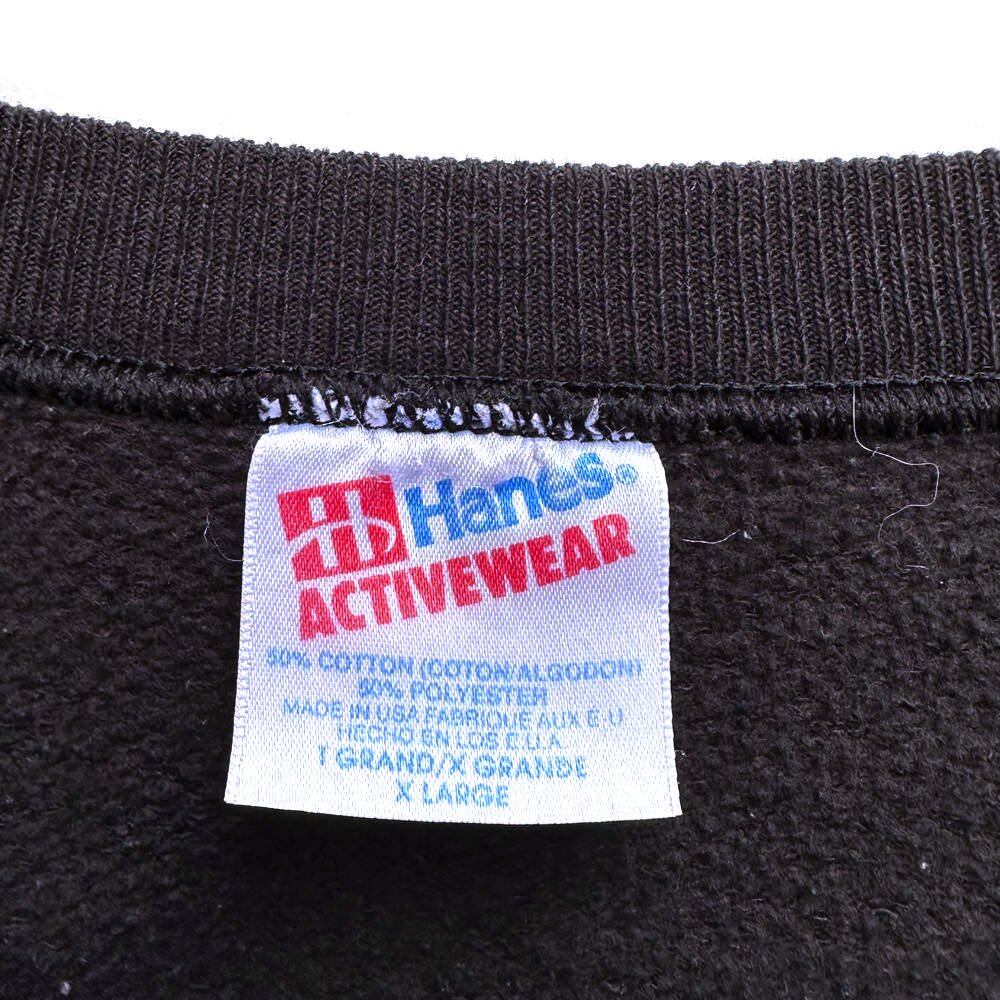 Hanes®
ACTIVEWEAR
50% COTTON (COTON/ALGODON)
50% POLYESTER
MADE IN USA FABRIQUE AUX E.U.
HECHO EN LOS E.U.A.
T GRAND/X GRANDE
X LARGE